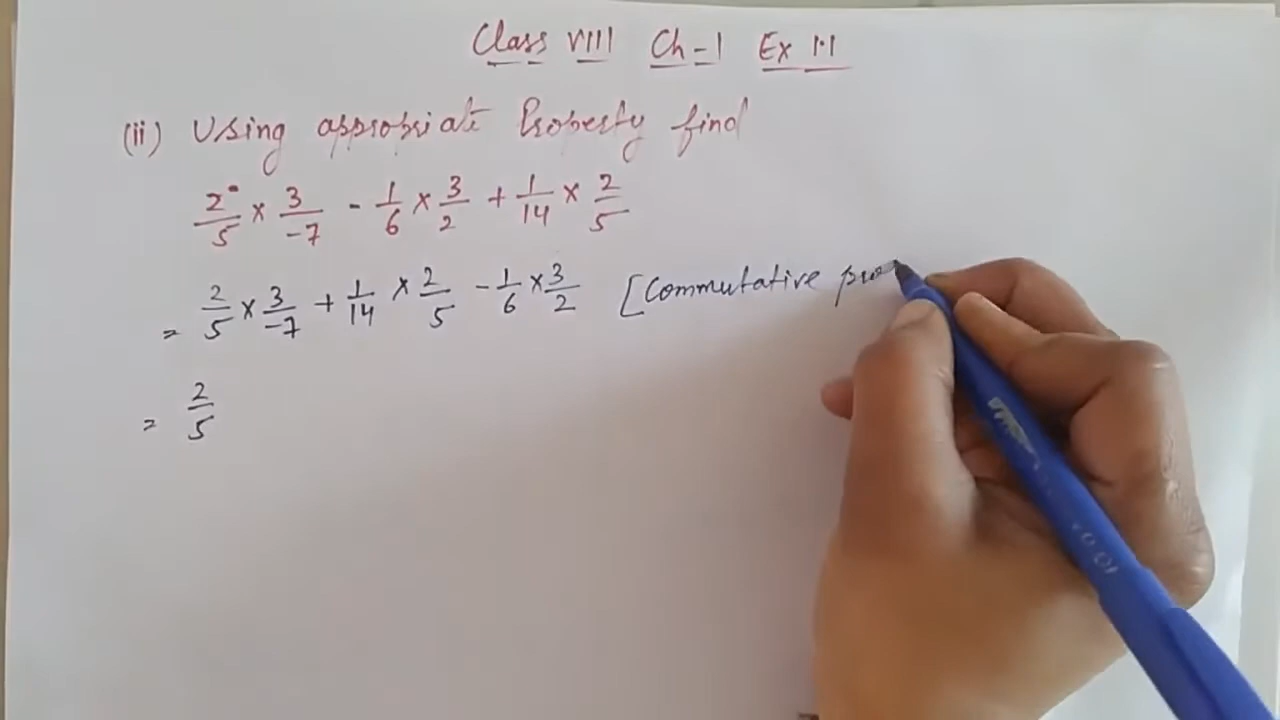 Class VIII Ch-1 Ex 1.1
(ii) Using appropriate Property find
2/5 × 3/-7 - 1/6 × 3/2 + 1/14 × 2/5
= 2/5 × 3/-7 + 1/14 × 2/5 - 1/6 × 3/2 [Commutative pro
= 2/5